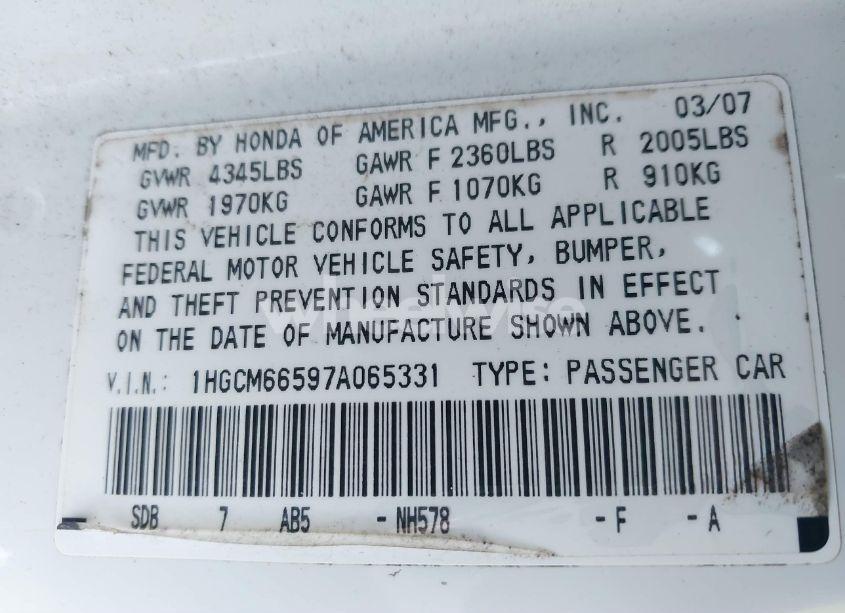 MFD. BY HONDA OF AMERICA MFG., INC. 03/07
GVWR 4345LBS GAWR F 2360LBS R 2005LBS
GVWR 1970KG GAWR F 1070KG R 910KG
THIS VEHICLE CONFORMS TO ALL APPLICABLE
FEDERAL MOTOR VEHICLE SAFETY, BUMPER,
AND THEFT PREVENTION STANDARDS IN EFFECT
ON THE DATE OF MANUFACTURE SHOWN ABOVE.
V.I.N.: 1HGCM66597A065331 TYPE: PASSENGER CAR
SDB 7 AB5 -NH578 -F -A